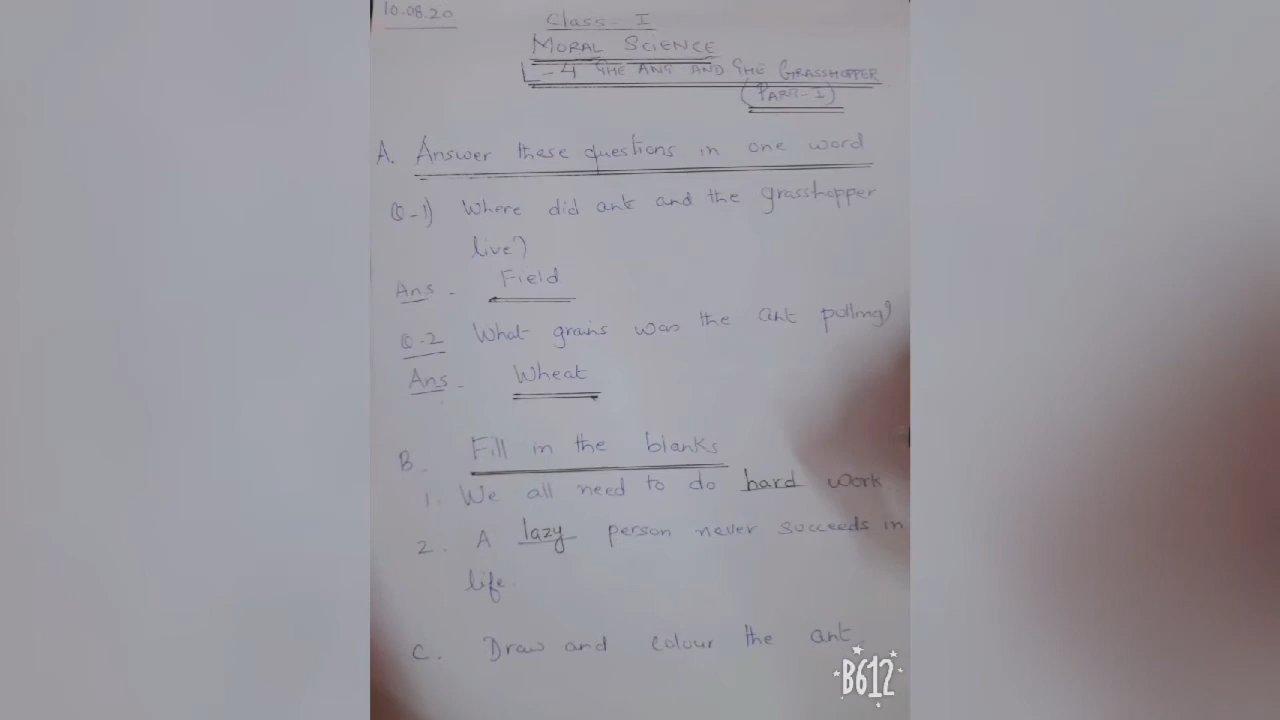 10.08.20
Class - I
MORAL SCIENCE
L-4 THE ANT AND THE GRASSHOPPER
(PART-I)
A. Answer these questions in one word
Q-1) Where did ant and the grasshopper
live?
Ans - Field
Q-2 What grains was the ant pulling?
Ans - Wheat
B. Fill in the blanks
1. We all need to do hard work
2. A lazy person never succeeds in
life.
C. Draw and colour the ant.
B612